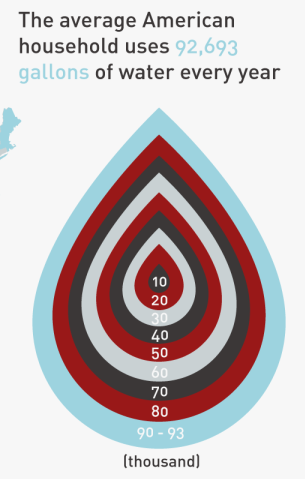 The average American
household uses 92,693
gallons of water every year
10
20
30
40
50
60
70
80
90 - 93
(thousand)